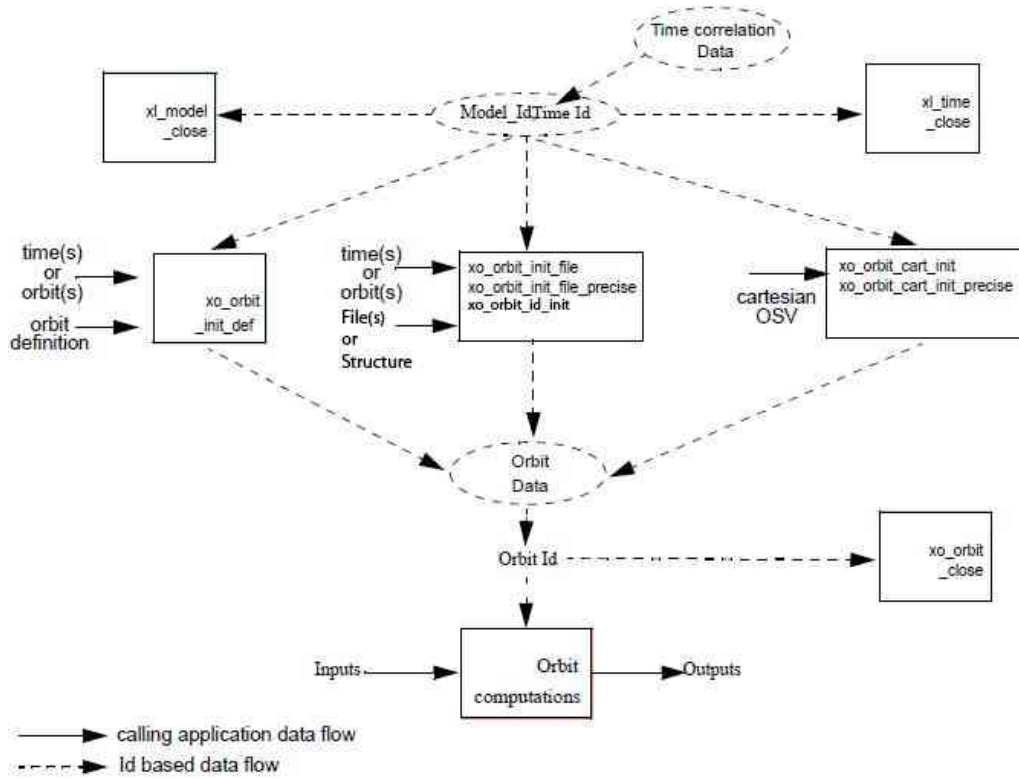 Time correlation
Data
xl_model
_close
Model_Id,Time Id
xl_time
_close
time(s)
or
orbit(s)
orbit
definition
xo_orbit
_init_def
time(s)
or
orbit(s)
File(s)
or
Structure
xo_orbit_init_file
xo_orbit_init_file_precise
xo_orbit_id_init
cartesian
OSV
xo_orbit_cart_init
xo_orbit_cart_init_precise
Orbit
Data
Orbit Id
xo_orbit
_close
Inputs
Orbit
computations
Outputs
calling application data flow
Id based data flow